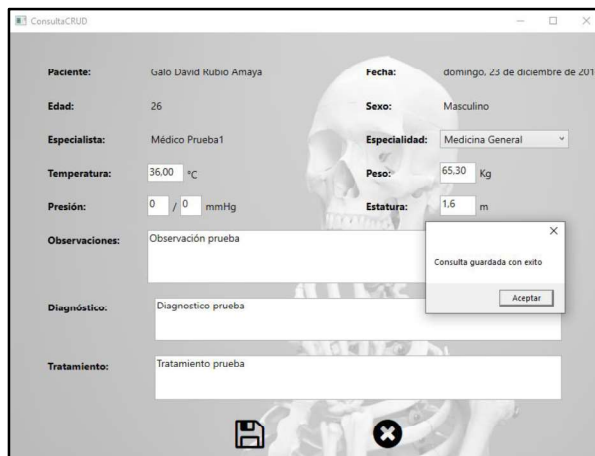 ConsultaCRUD
Paciente: Galo David Rubio Amaya Fecha: domingo, 23 de diciembre de 201
Edad: 26 Sexo: Masculino
Especialista: Médico Prueba1 Especialidad: Medicina General
Temperatura: 36,00 °C Peso: 65,30 Kg
Presión: 0 / 0 mmHg Estatura: 1,6 m
Observaciones: Observación prueba
Consulta guardada con exito
Aceptar
Diagnóstico: Diagnostico prueba
Tratamiento: Tratamiento prueba